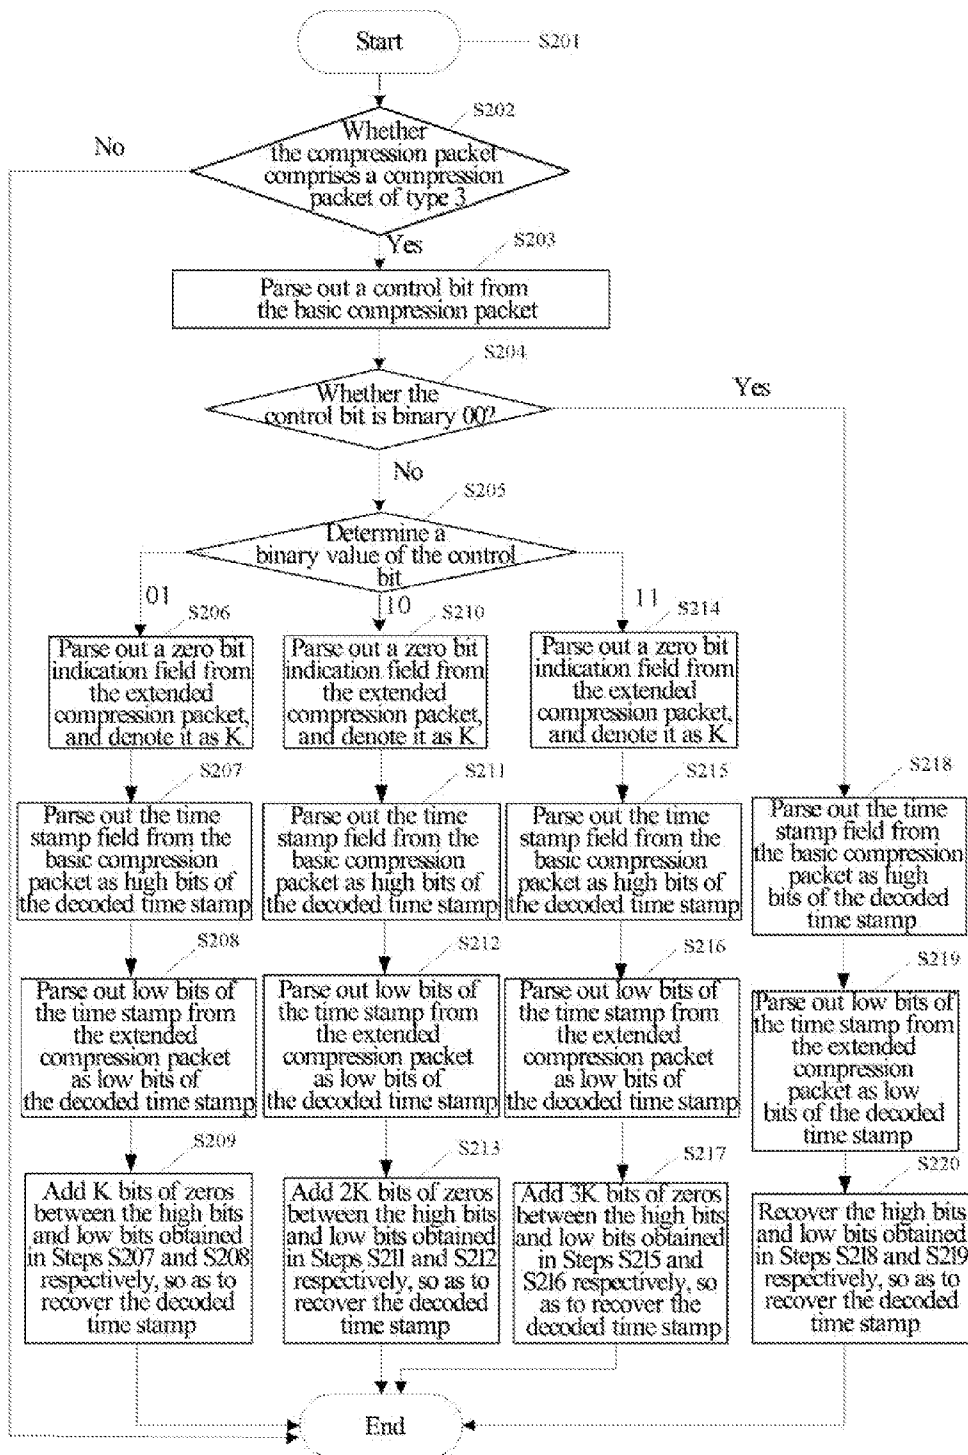 Start
S201
S202
No
Whether
the compression packet
comprises a compression
packet of type 3
Yes
S203
Parse out a control bit from
the basic compression packet
S204
Whether the
control bit is binary 00?
Yes
No
S205
Determine a
binary value of the control
bit
01
10
11
S206
Parse out a zero bit
indication field from
the extended
compression packet,
and denote it as K
S210
Parse out a zero bit
indication field from
the extended
compression packet,
and denote it as K
S214
Parse out a zero bit
indication field from
the extended
compression packet,
and denote it as K
S207
Parse out the time
stamp field from the
basic compression
packet as high bits of
the decoded time stamp
S211
Parse out the time
stamp field from the
basic compression
packet as high bits of
the decoded time stamp
S215
Parse out the time
stamp field from the
basic compression
packet as high bits of
the decoded time stamp
S218
Parse out the time
stamp field from
the basic compression
packet as high
bits of the decoded
time stamp
S208
Parse out low bits of
the time stamp from
the extended
compression packet
as low bits of
the decoded time stamp
S212
Parse out low bits of
the time stamp from
the extended
compression packet
as low bits of
the decoded time stamp
S216
Parse out low bits of
the time stamp from
the extended
compression packet
as low bits of
the decoded time stamp
S219
Parse out low bits of
the time stamp from
the extended
compression
packet as low
bits of the decoded
time stamp
S209
Add K bits of zeros
between the high bits
and low bits obtained
in Steps S207 and S208
respectively, so as to
recover the decoded
time stamp
S213
Add 2K bits of zeros
between the high bits
and low bits obtained
in Steps S211 and S212
respectively, so as to
recover the decoded
time stamp
S217
Add 3K bits of zeros
between the high bits
and low bits obtained
in Steps S215 and
S216 respectively, so
as to recover the
decoded time stamp
S220
Recover the high bits
and low bits obtained
in Steps S218 and S219
respectively, so as to
recover the decoded
time stamp
End